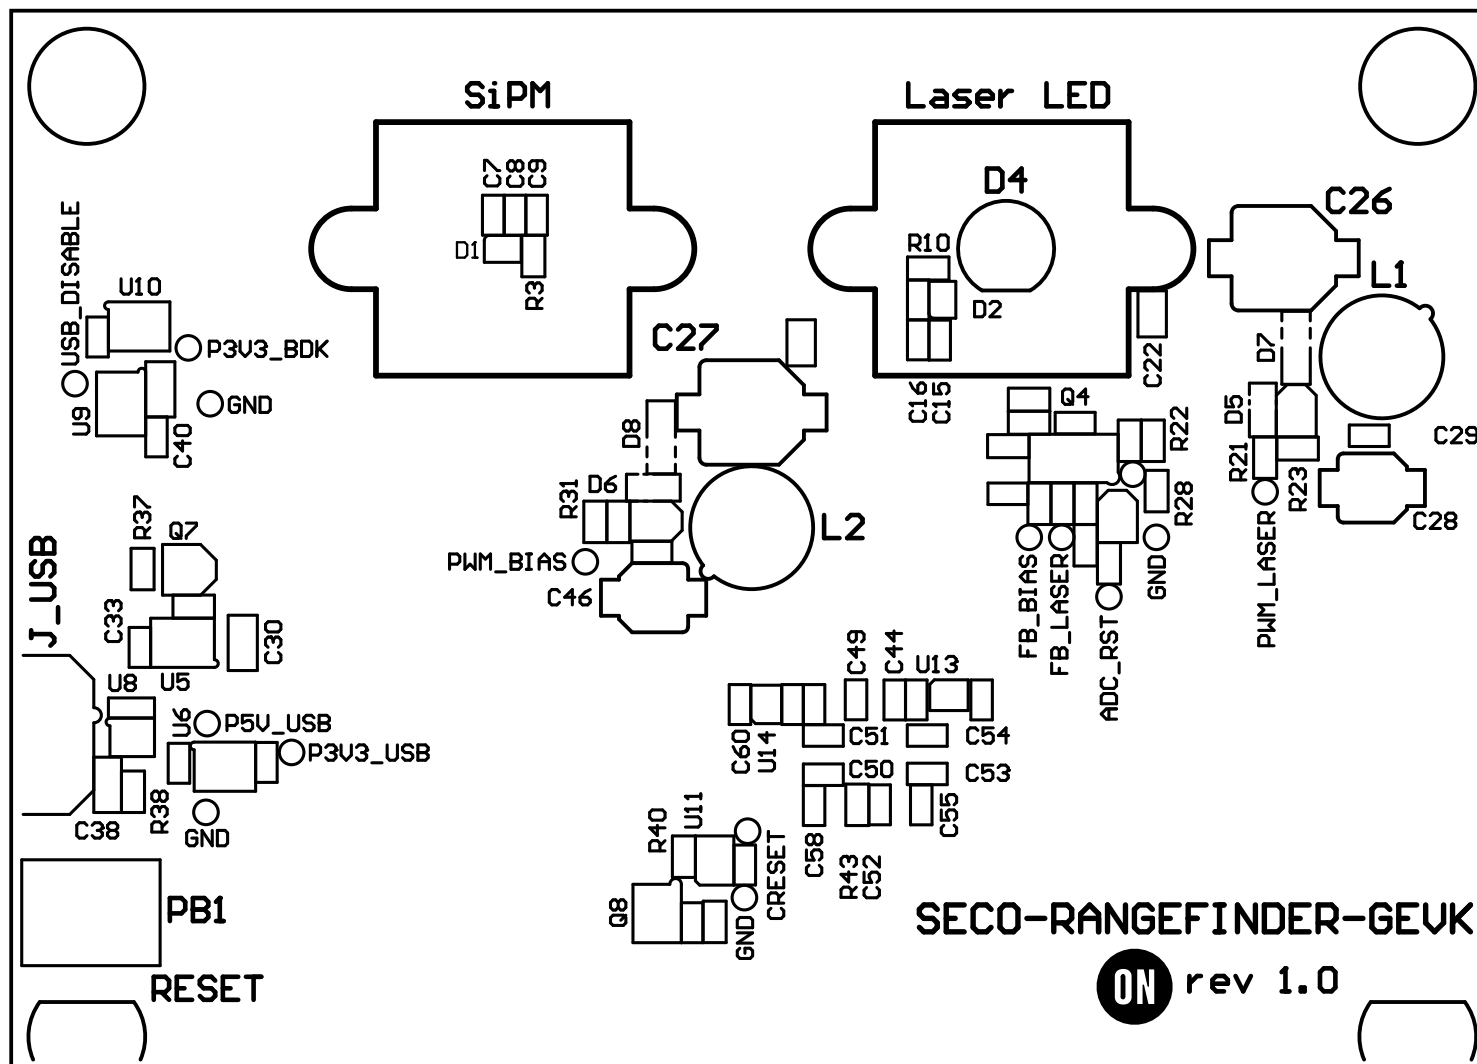 SiPM
Laser LED
C7
C8
C9
D1
R3
D4
R10
D2
C16
C15
C22
C26
L1
D7
D5
R21
R23
C29
C28
PWM_LASER
USB_DISABLE
U10
P3V3_BDK
U9
GND
C40
C27
D8
D6
R31
L2
PWM_BIAS
C46
Q4
R22
R28
FB_BIAS
FB_LASER
GND
ADC_RST
R37
Q7
J_USB
C33
C30
U5
U8
U6
P5V_USB
P3V3_USB
C38
R38
GND
C49
C44
U13
C60
U14
C51
C54
C50
C53
C55
C58
R43
C52
R40
U11
CRESET
Q8
GND
PB1
RESET
SECO-RANGEFINDER-GEVK
ON rev 1.0